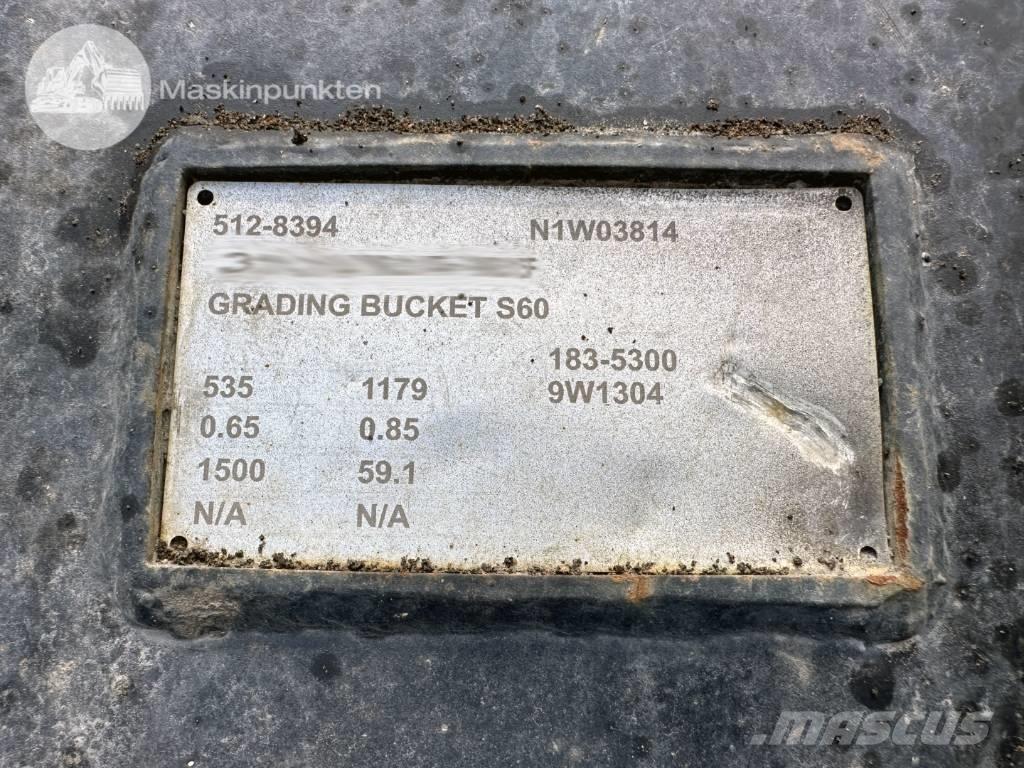 Maskinpunkten
512-8394 N1W03814
GRADING BUCKET S60
183-5300
535 1179 9W1304
0.65 0.85
1500 59.1
N/A N/A
MASCUS